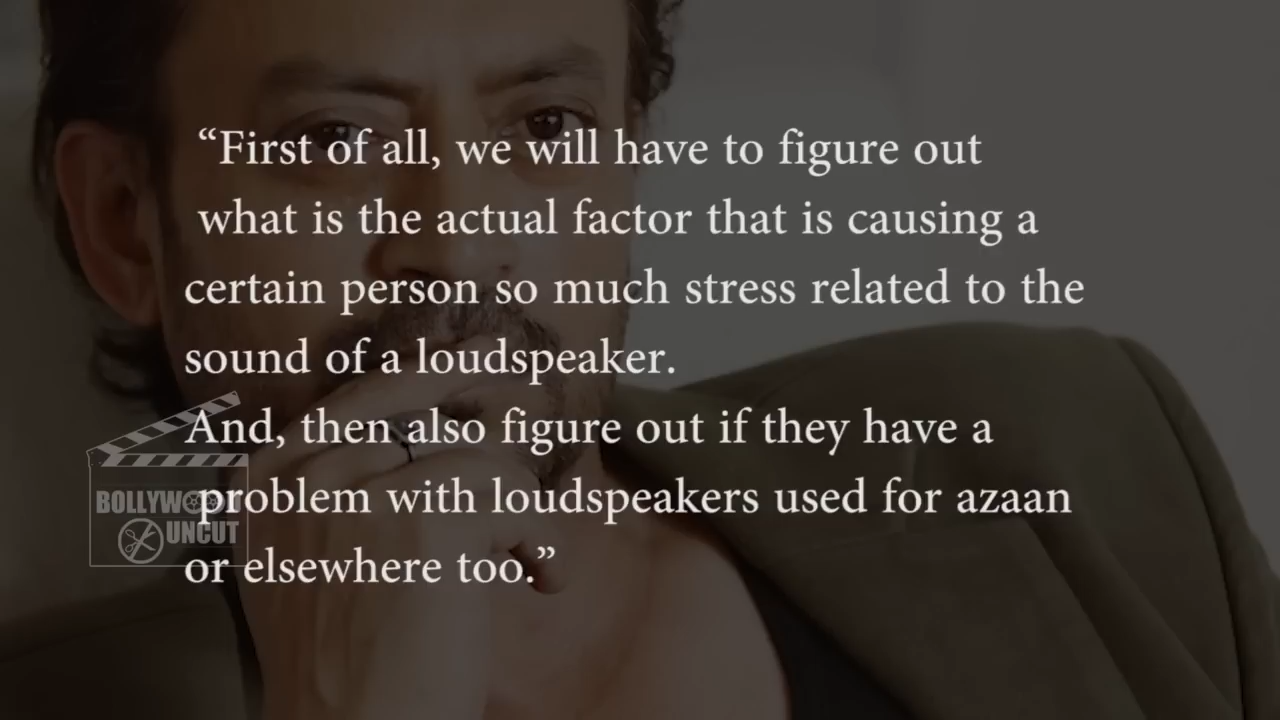 “First of all, we will have to figure out
what is the actual factor that is causing a
certain person so much stress related to the
sound of a loudspeaker.
And, then also figure out if they have a
problem with loudspeakers used for azaan
or elsewhere too.”
BOLLYWOOD
UNCUT